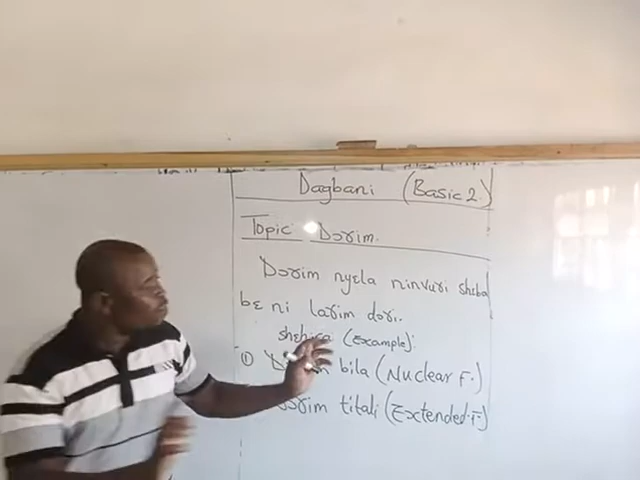 Dagbani (Basic 2)
Topic Dɔɣim.
Dɔɣim nyɛla ninvuɣi shɛba
bɛ ni laɣim dɔɣi.
(Example).
① bila (Nuclear F.)
titali (Extended.F)